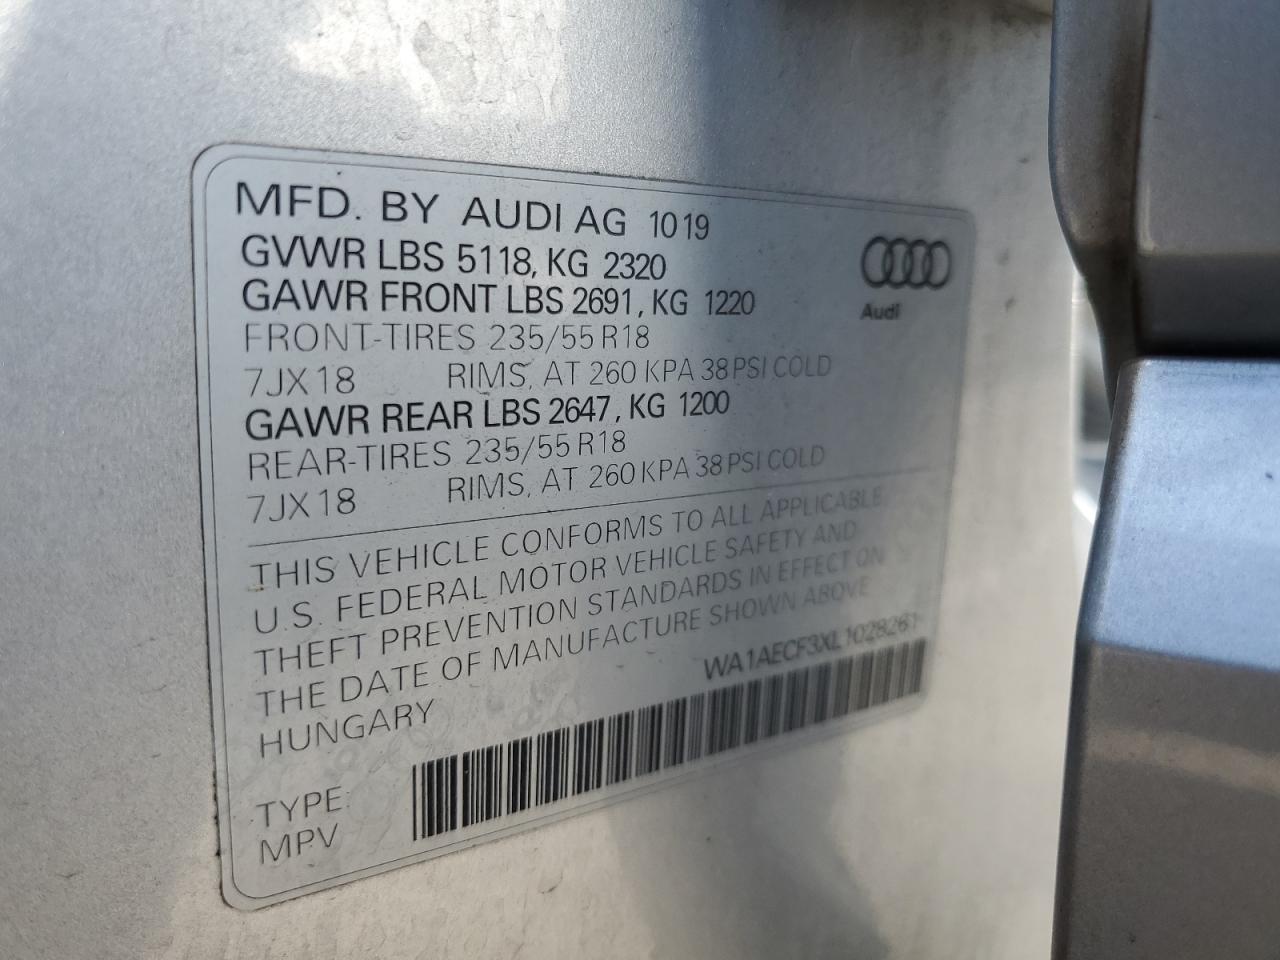 MFD. BY AUDI AG 1019
GVWR LBS 5118, KG 2320
GAWR FRONT LBS 2691, KG 1220
FRONT-TIRES 235/55 R18
7JX18 RIMS, AT 260 KPA 38 PSI COLD
GAWR REAR LBS 2647, KG 1200
REAR-TIRES 235/55 R18
7JX18 RIMS, AT 260 KPA 38 PSI COLD
Audi
THIS VEHICLE CONFORMS TO ALL APPLICABLE
U.S. FEDERAL MOTOR VEHICLE SAFETY AND
THEFT PREVENTION STANDARDS IN EFFECT ON
THE DATE OF MANUFACTURE SHOWN ABOVE
HUNGARY
WA1AECF3XL1028261
TYPE:
MPV